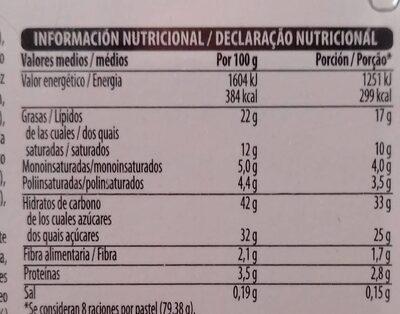 INFORMACIÓN NUTRICIONAL / DECLARAÇÃO NUTRICIONÁL
Valores medios / médios Por 100 g Porción / Porção*
Valor energético / Energia 1604 kJ 1251 kJ
384 kcal 299 kcal
Grasas / Lípidos 22 g 17 g
de las cuales / dos quais
saturadas / saturados 12 g 10 g
Monoinsaturadas/monoinsaturados 5,0 g 4,0 g
Poliinsaturadas/polinsaturados 4,4 g 3,5 g
Hidratos de carbono 42 g 33 g
de los cuales azúcares
dos quais açúcares 32 g 25 g
Fibra alimentaria / Fibra 2,1 g 1,7 g
Proteínas 3,5 g 2,8 g
Sal 0,19 g 0,15 g
*Se consideran 8 raciones por pastel (79.38 g).